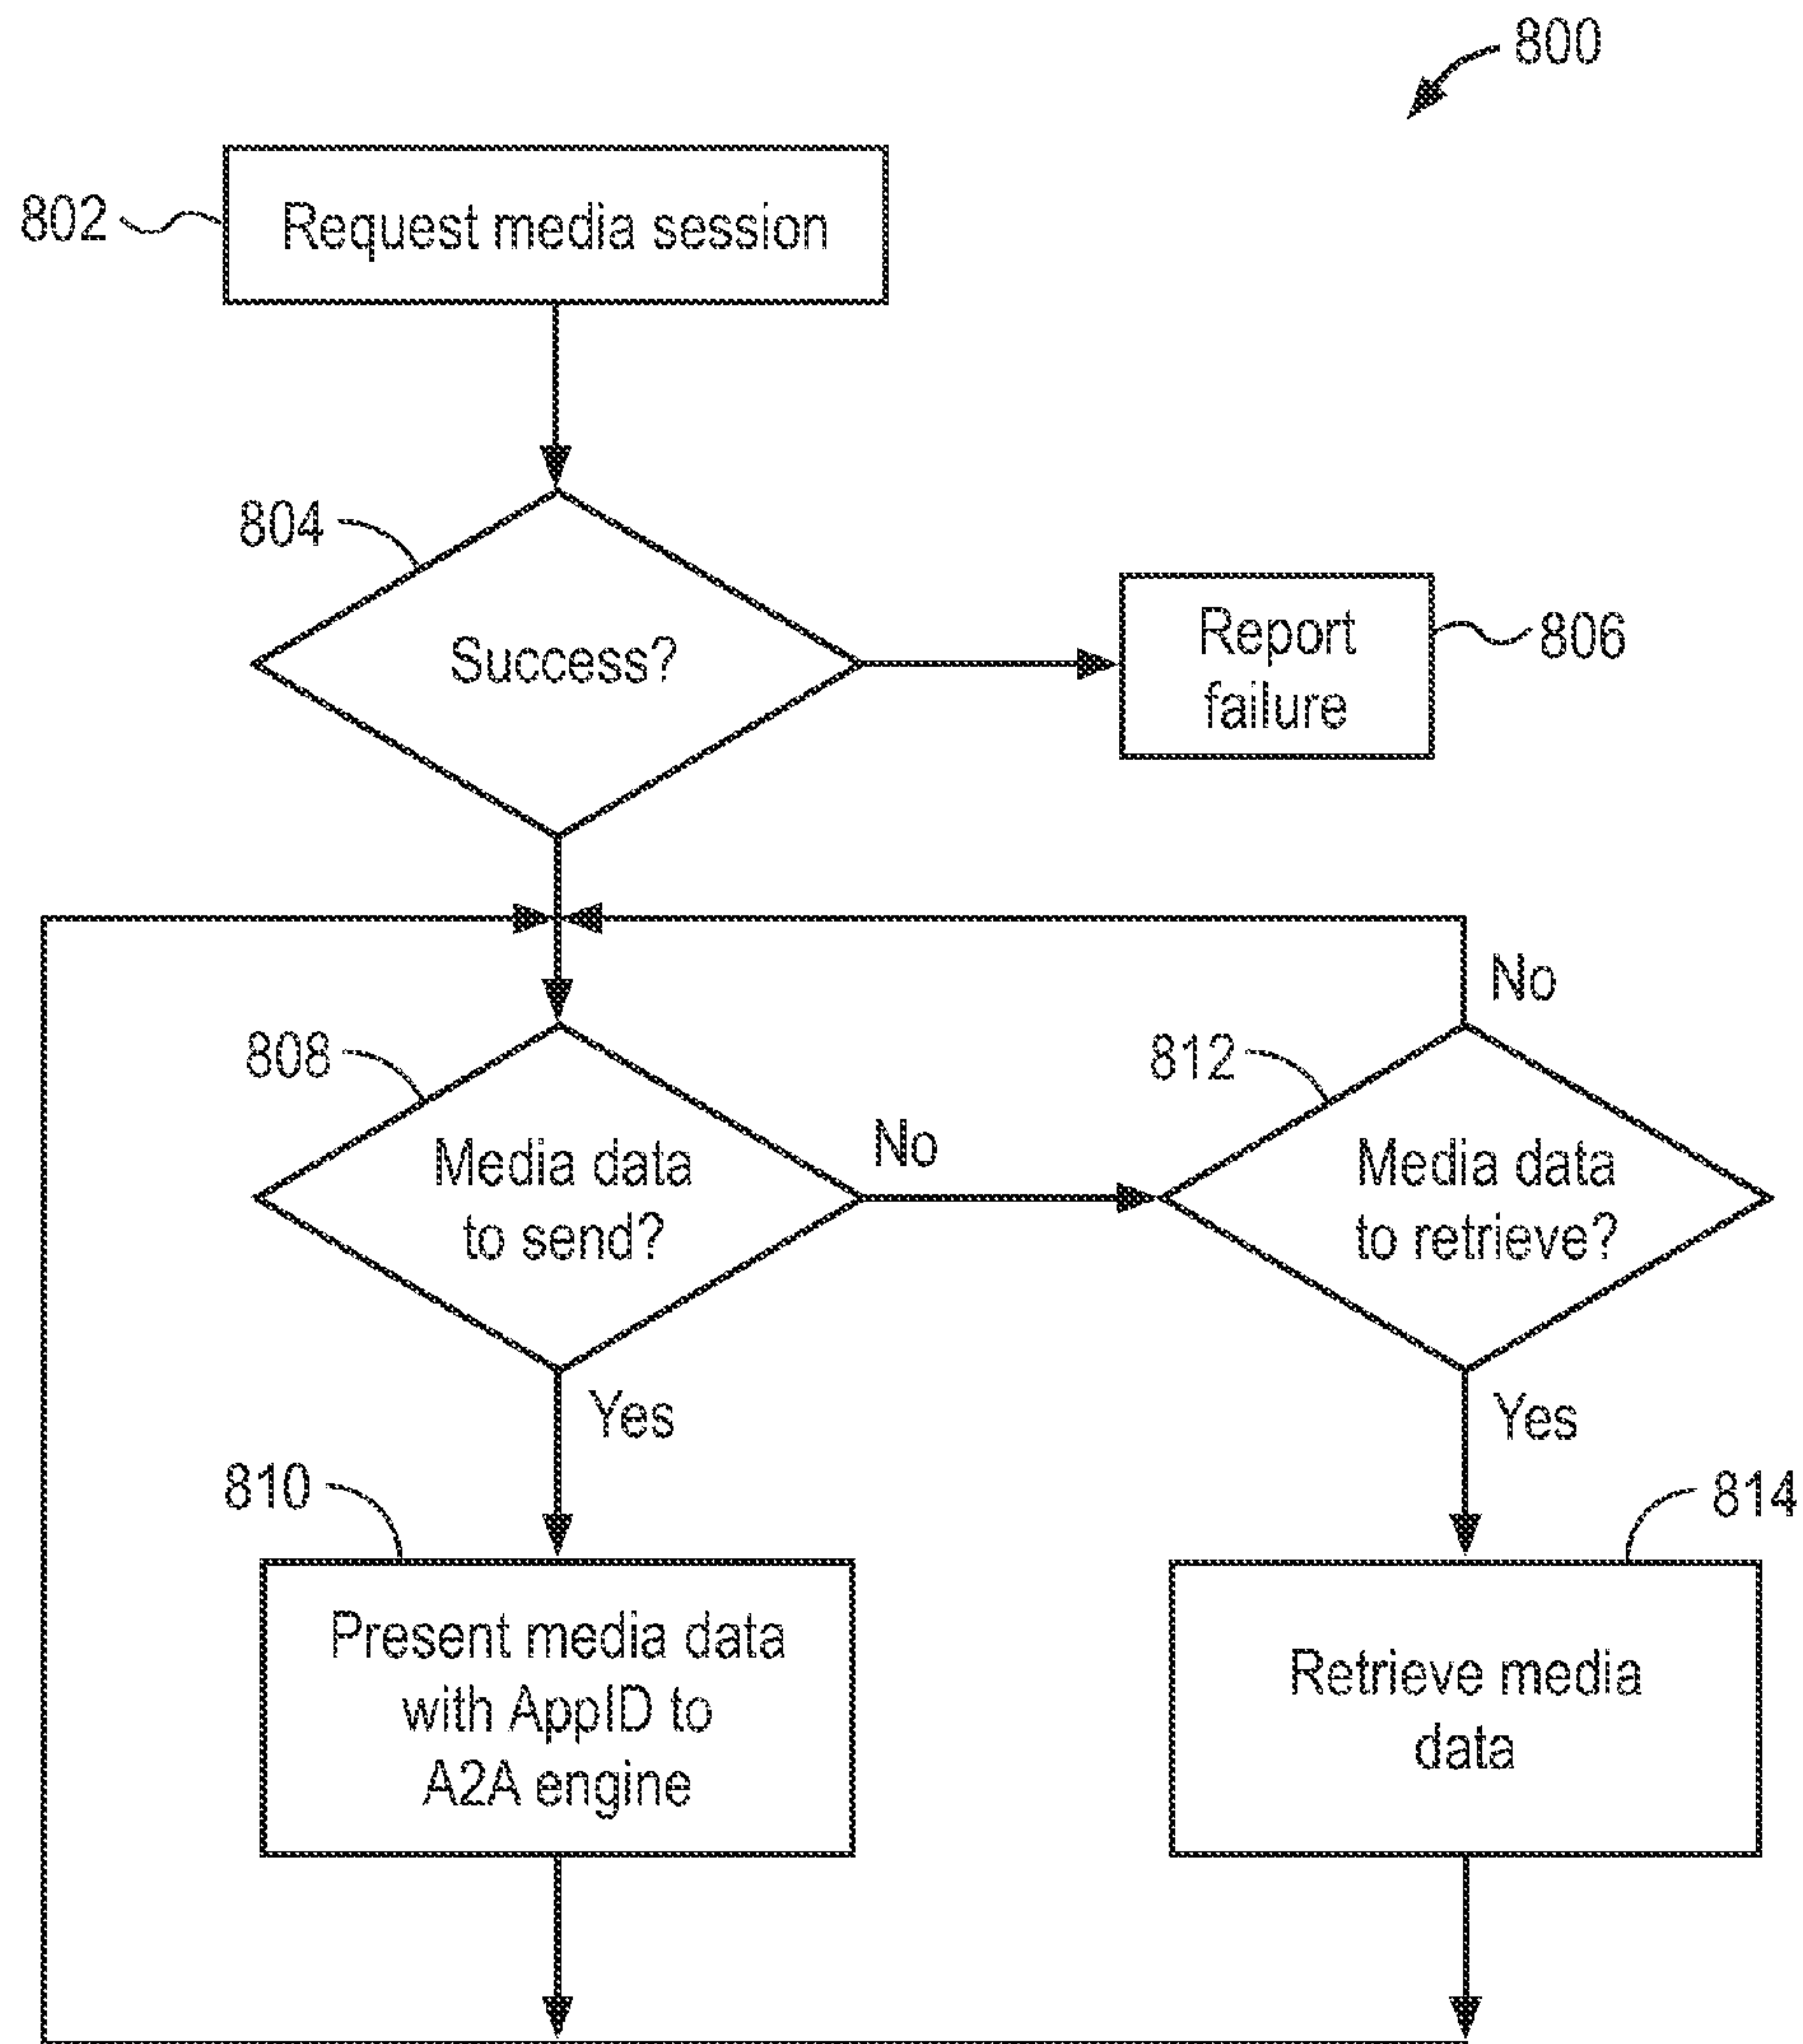 800
802
Request media session
804
Success?
Report
failure
806
No
808
812
Media data
to send?
No
Media data
to retrieve?
Yes
Yes
810
814
Present media data
with AppID to
A2A engine
Retrieve media
data